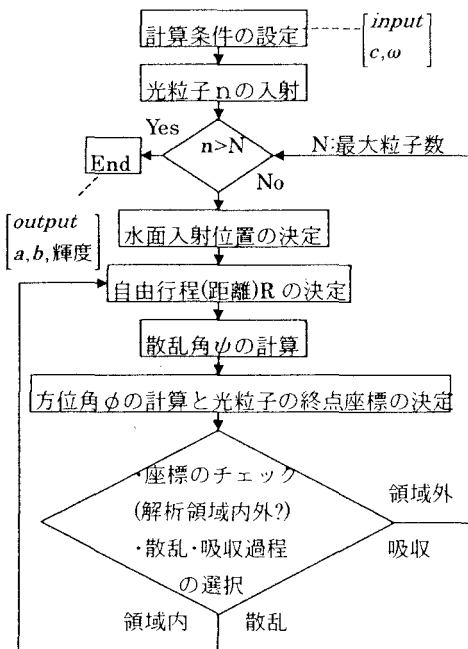 計算条件の設定
input
c,ω
光粒子nの入射
Yes
n>N
N:最大粒子数
End
No
output
a,b,輝度
水面入射位置の決定
自由行程(距離)Rの決定
散乱角ψの計算
方位角φの計算と光粒子の終点座標の決定
・座標のチェック
(解析領域内外?)
・散乱・吸収過程
の選択
領域外
吸収
領域内
散乱